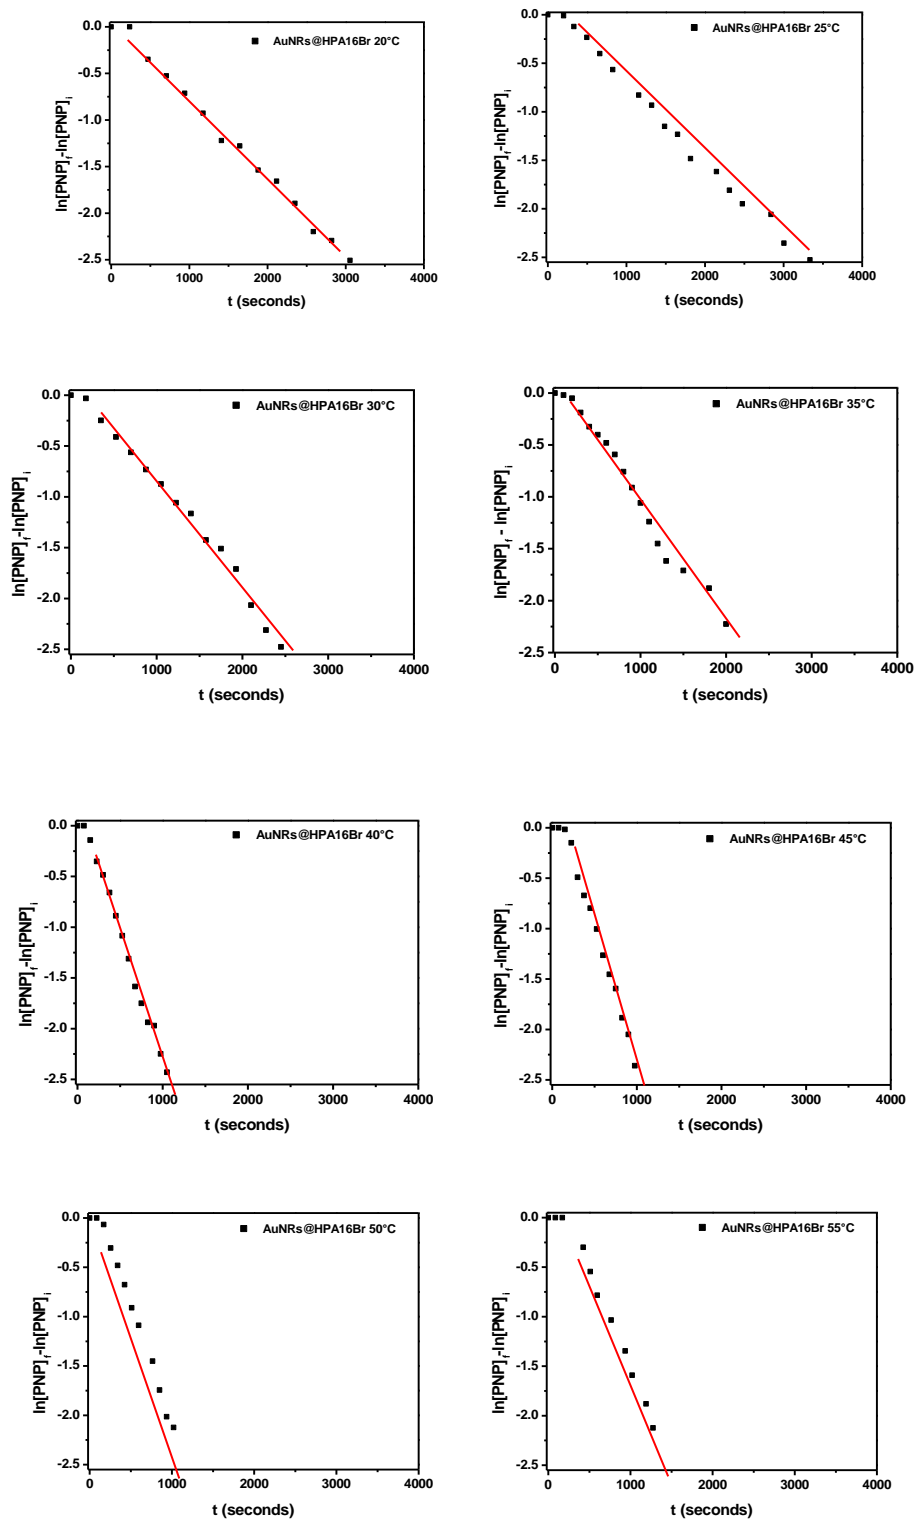 AuNRs@HPA16Br 20°C
ln[PNP]f-ln[PNP]i
0.0
-0.5
-1.0
-1.5
-2.0
-2.5
0 1000 2000 3000 4000
t (seconds)
AuNRs@HPA16Br 25°C
ln[PNP]f-ln[PNP]i
0.0
-0.5
-1.0
-1.5
-2.0
-2.5
0 1000 2000 3000 4000
t (seconds)
AuNRs@HPA16Br 30°C
ln[PNP]f-ln[PNP]i
0.0
-0.5
-1.0
-1.5
-2.0
-2.5
0 1000 2000 3000 4000
t (seconds)
AuNRs@HPA16Br 35°C
ln[PNP]f - ln[PNP]i
0.0
-0.5
-1.0
-1.5
-2.0
-2.5
0 1000 2000 3000 4000
t (seconds)
AuNRs@HPA16Br 40°C
ln[PNP]f-ln[PNP]i
0.0
-0.5
-1.0
-1.5
-2.0
-2.5
0 1000 2000 3000 4000
t (seconds)
AuNRs@HPA16Br 45°C
ln[PNP]f-ln[PNP]i
0.0
-0.5
-1.0
-1.5
-2.0
-2.5
0 1000 2000 3000 4000
t (seconds)
AuNRs@HPA16Br 50°C
ln[PNP]f-ln[PNP]i
0.0
-0.5
-1.0
-1.5
-2.0
-2.5
0 1000 2000 3000 4000
t (seconds)
AuNRs@HPA16Br 55°C
ln[PNP]f-ln[PNP]i
0.0
-0.5
-1.0
-1.5
-2.0
-2.5
0 1000 2000 3000 4000
t (seconds)